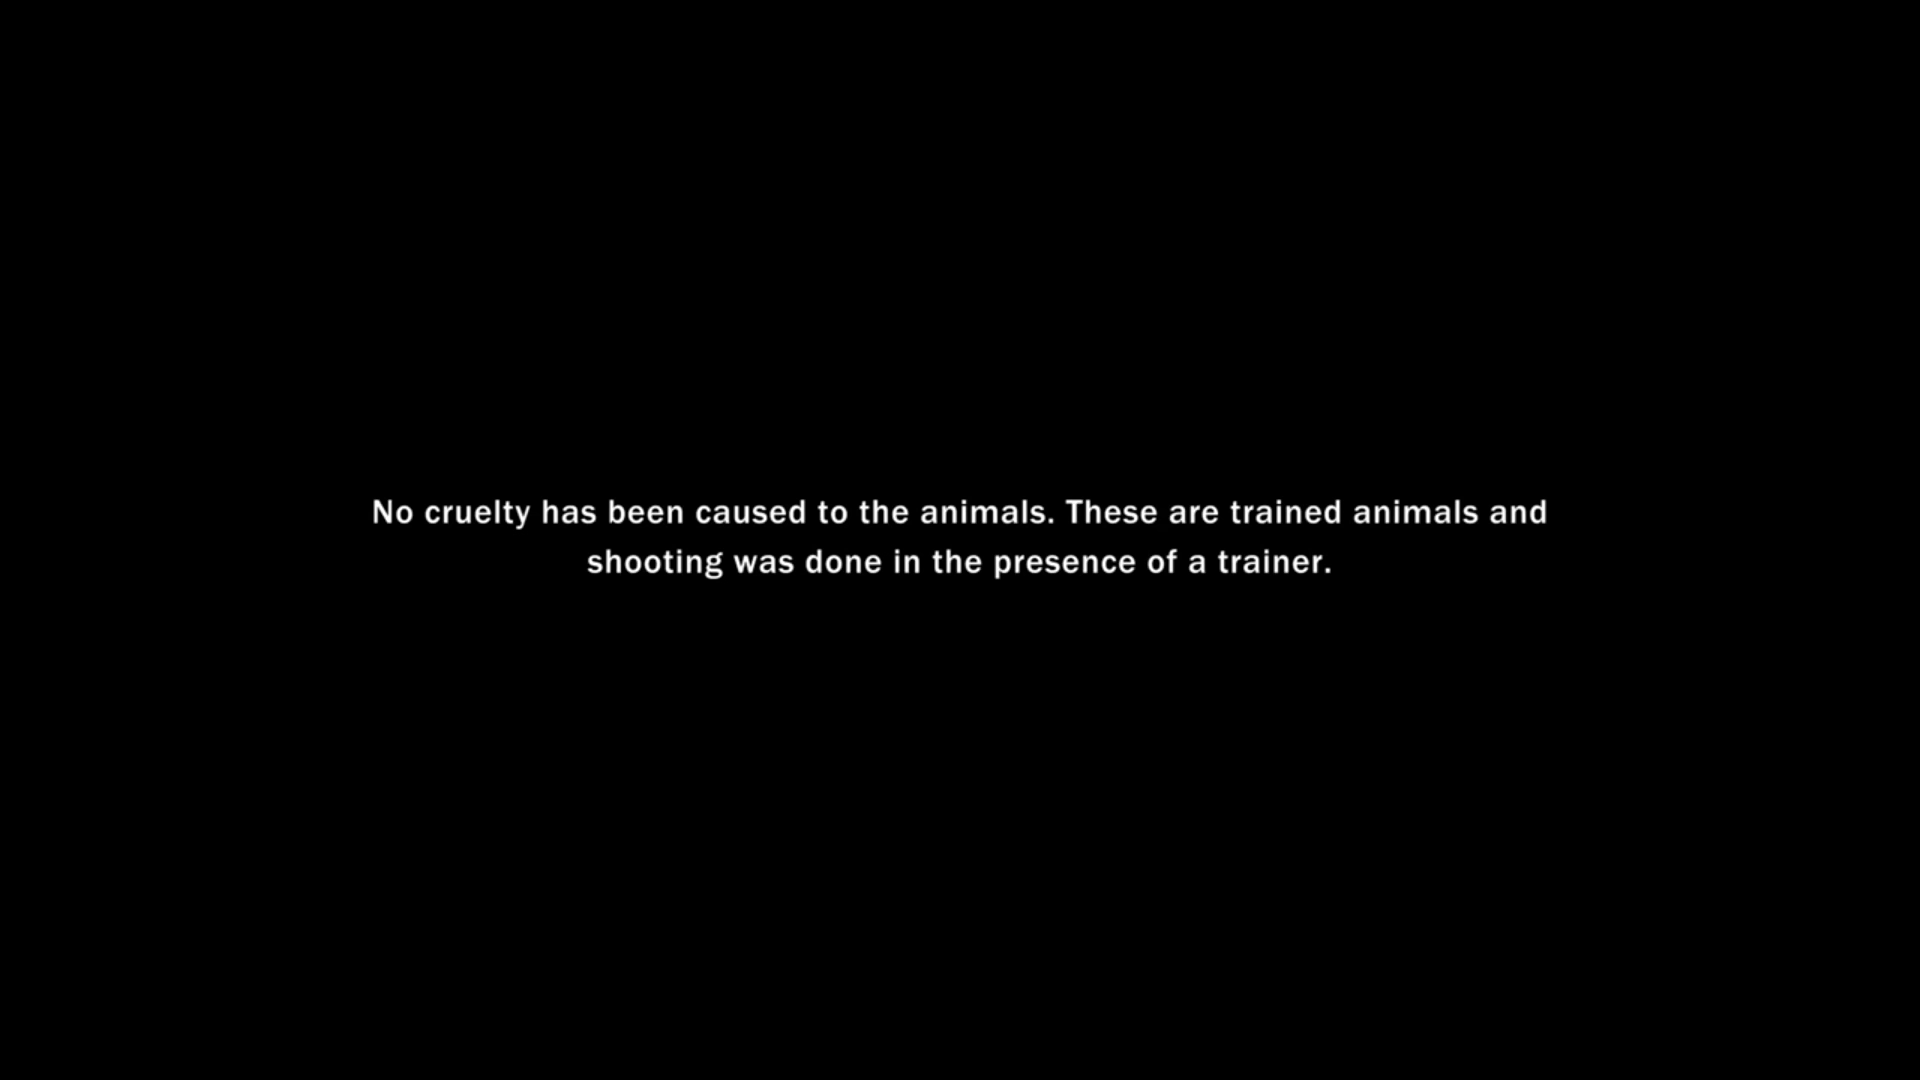 No cruelty has been caused to the animals. These are trained animals and
shooting was done in the presence of a trainer.